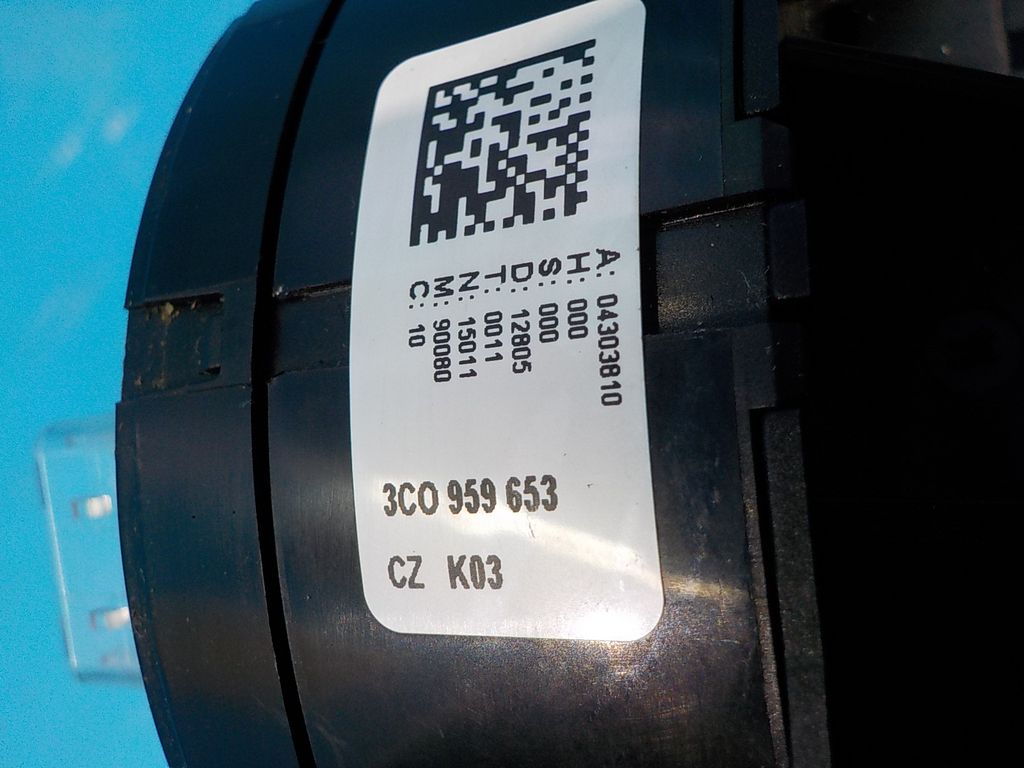 A: 04303810
H: 000
S: 000
D: 12805
T: 0011
N: 15011
M: 90080
C: 10
3C0 959 653
CZ K03